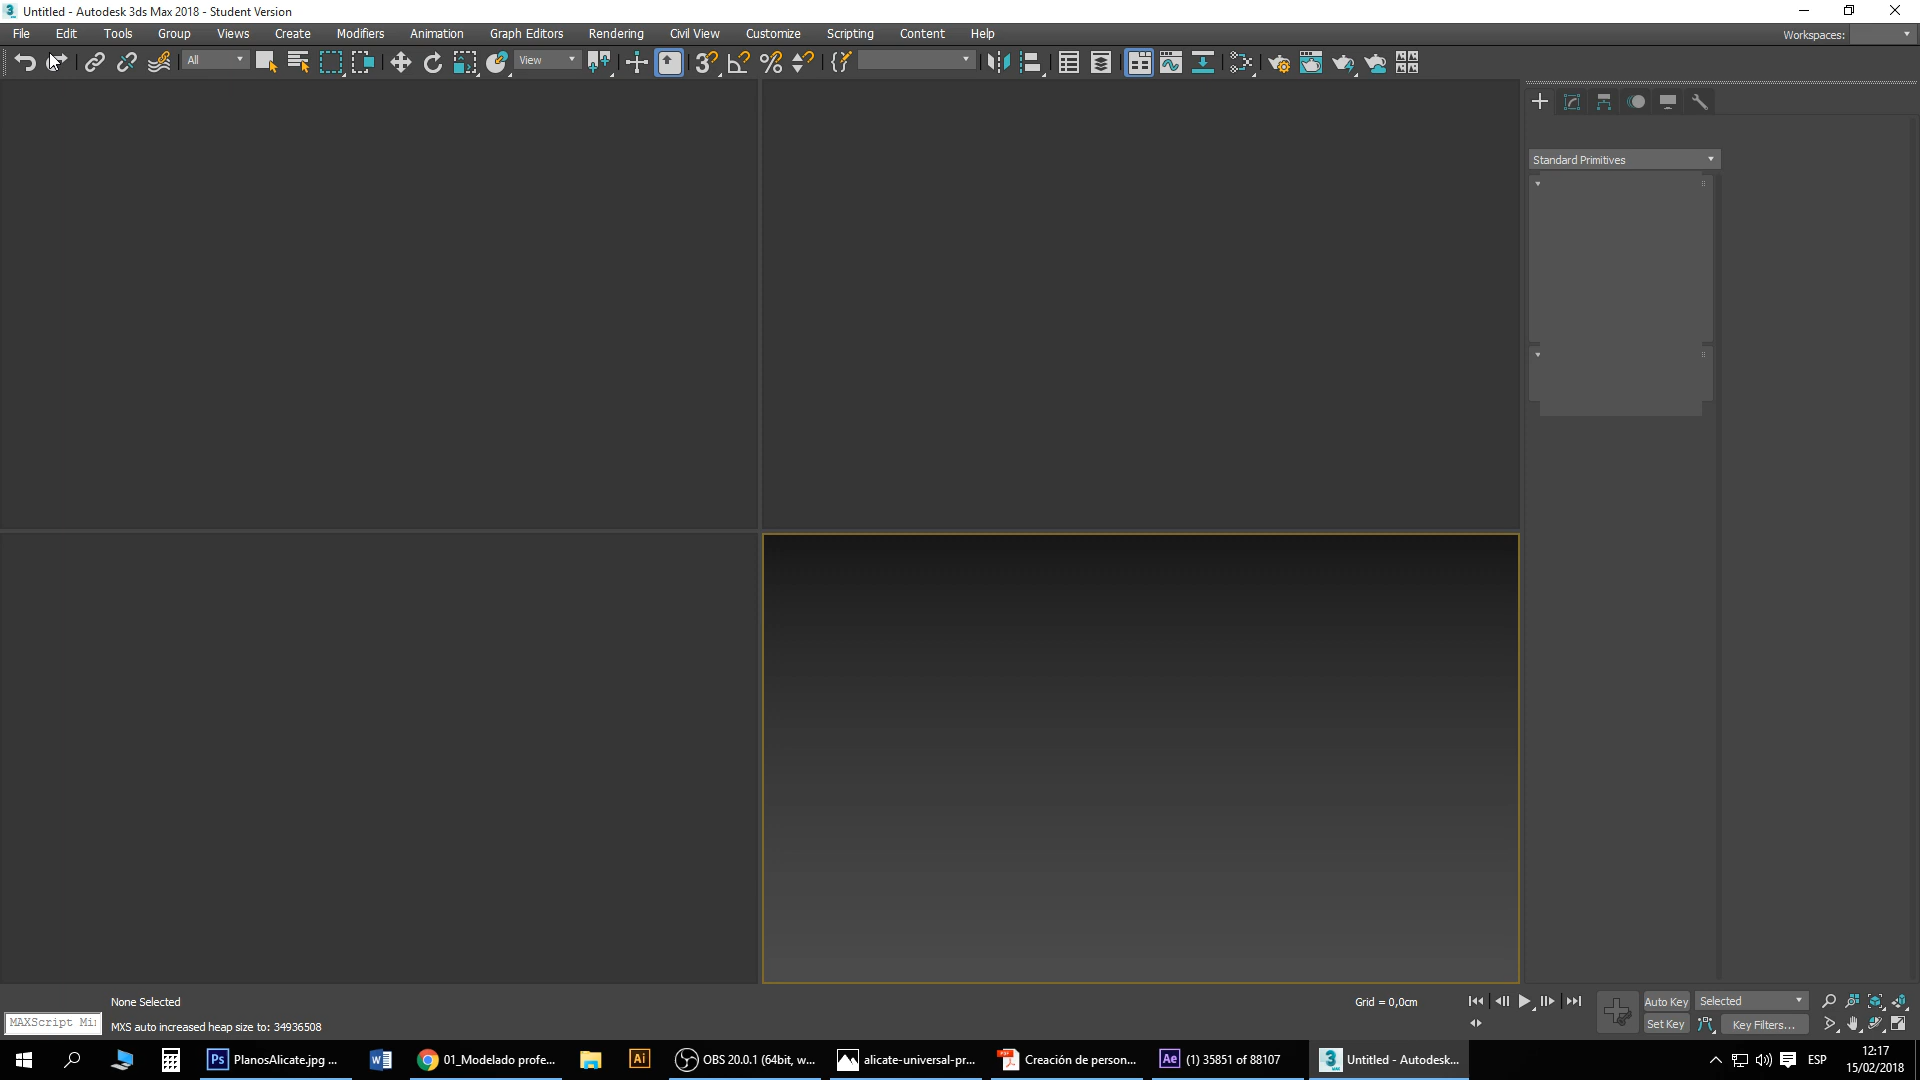 Untitled - Autodesk 3ds Max 2018 - Student Version
File Edit Tools Group Views Create Modifiers Animation Graph Editors Rendering Civil View Customize Scripting Content Help Workspaces:
All View
Standard Primitives
None Selected
Grid = 0,0cm
Auto Key Selected
MAXScript Mi
MXS auto increased heap size to: 34936508
Set Key Key Filters...
PlanosAlicate.jpg ... 01_Modelado profe... OBS 20.0.1 (64bit, w... alicate-universal-pr... Creación de person... (1) 35851 of 88107 Untitled - Autodesk... ESP
12:17
15/02/2018